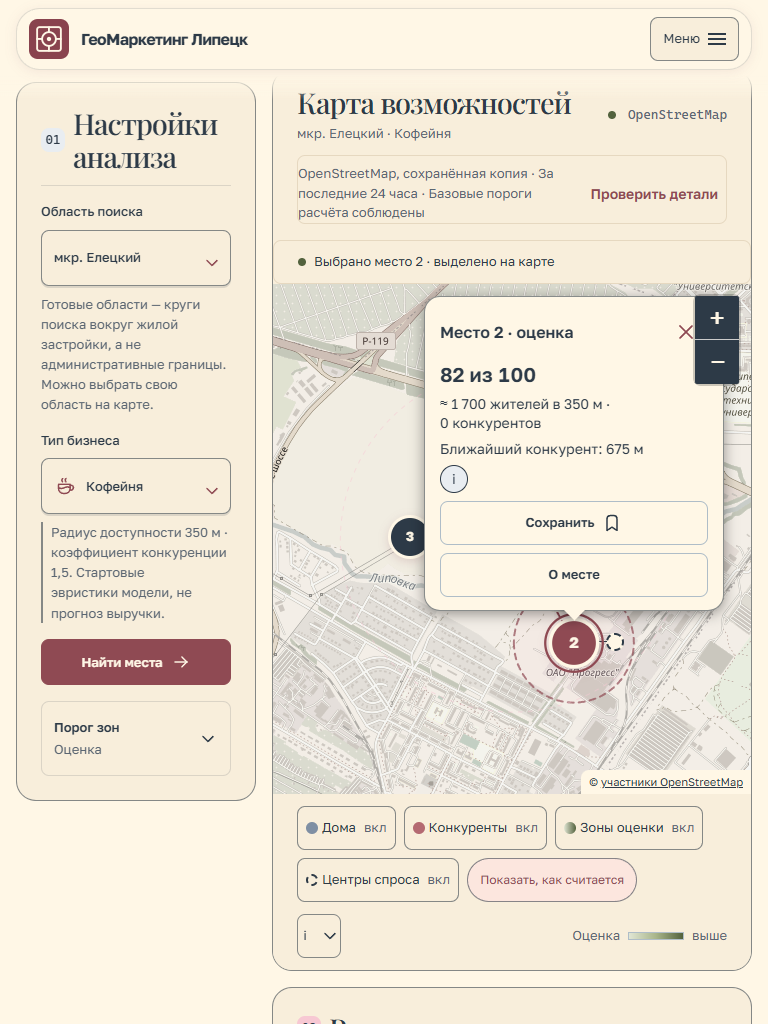 ГеоМаркетинг Липецк
Меню
01
Настройки
анализа
Область поиска
мкр. Елецкий
Готовые области — круги
поиска вокруг жилой
застройки, а не
административные границы.
Можно выбрать свою
область на карте.
Тип бизнеса
Кофейня
Радиус доступности 350 м ·
коэффициент конкуренции
1,5. Стартовые
эвристики модели, не
прогноз выручки.
Найти места
Порог зон
Оценка
Карта возможностей
OpenStreetMap
мкр. Елецкий · Кофейня
OpenStreetMap, сохранённая копия · За
последние 24 часа · Базовые пороги
расчёта соблюдены
Проверить детали
Выбрано место 2 · выделено на карте
Р-119
шоссе
Липовка
3
Место 2 · оценка
82 из 100
≈ 1 700 жителей в 350 м ·
0 конкурентов
Ближайший конкурент: 675 м
i
Сохранить
О месте
+
−
2
ОАО "Прогресс"
© участники OpenStreetMap
Дома вкл
Конкуренты вкл
Зоны оценки вкл
Центры спроса вкл
Показать, как считается
i
Оценка
выше